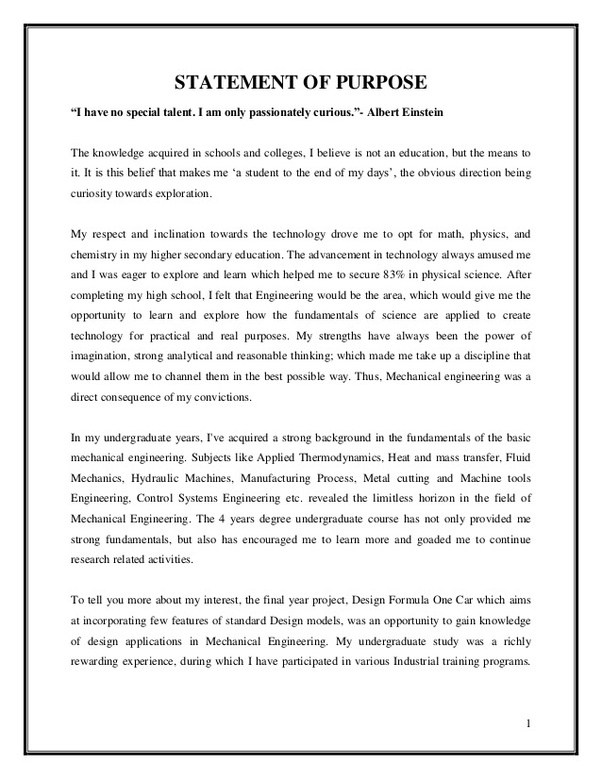 STATEMENT OF PURPOSE
“I have no special talent. I am only passionately curious.”- Albert Einstein
The knowledge acquired in schools and colleges, I believe is not an education, but the means to
it. It is this belief that makes me ‘a student to the end of my days’, the obvious direction being
curiosity towards exploration.
My respect and inclination towards the technology drove me to opt for math, physics, and
chemistry in my higher secondary education. The advancement in technology always amused me
and I was eager to explore and learn which helped me to secure 83% in physical science. After
completing my high school, I felt that Engineering would be the area, which would give me the
opportunity to learn and explore how the fundamentals of science are applied to create
technology for practical and real purposes. My strengths have always been the power of
imagination, strong analytical and reasonable thinking; which made me take up a discipline that
would allow me to channel them in the best possible way. Thus, Mechanical engineering was a
direct consequence of my convictions.
In my undergraduate years, I've acquired a strong background in the fundamentals of the basic
mechanical engineering. Subjects like Applied Thermodynamics, Heat and mass transfer, Fluid
Mechanics, Hydraulic Machines, Manufacturing Process, Metal cutting and Machine tools
Engineering, Control Systems Engineering etc. revealed the limitless horizon in the field of
Mechanical Engineering. The 4 years degree undergraduate course has not only provided me
strong fundamentals, but also has encouraged me to learn more and goaded me to continue
research related activities.
To tell you more about my interest, the final year project, Design Formula One Car which aims
at incorporating few features of standard Design models, was an opportunity to gain knowledge
of design applications in Mechanical Engineering. My undergraduate study was a richly
rewarding experience, during which I have participated in various Industrial training programs.
1